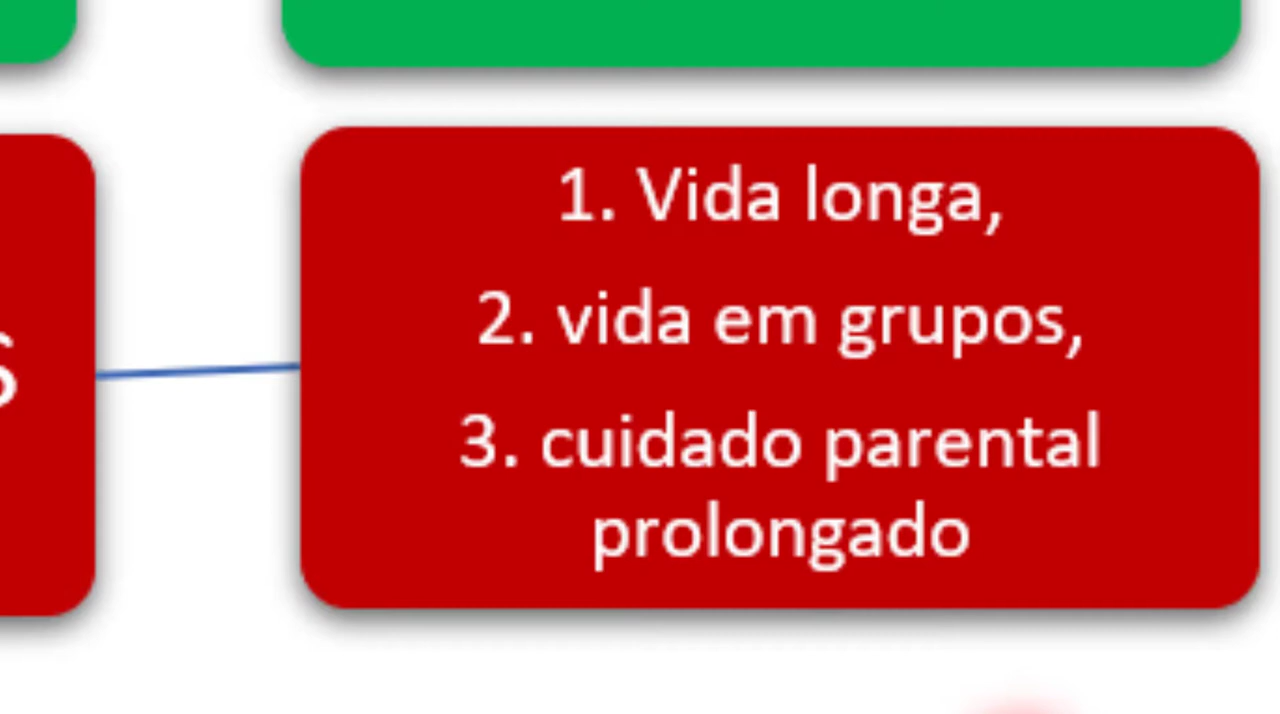 1. Vida longa,
2. vida em grupos,
3. cuidado parental
prolongado